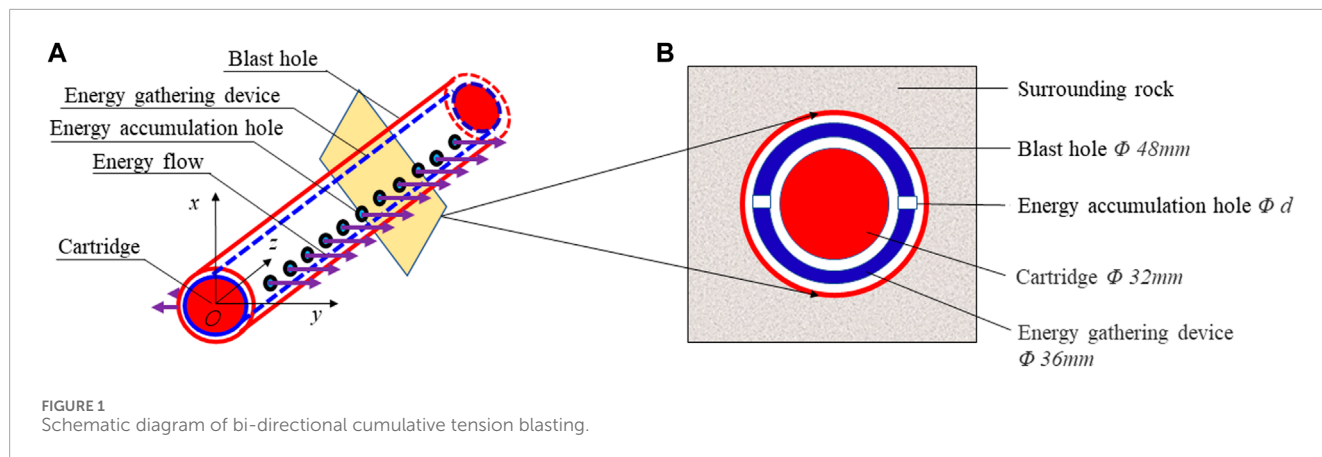 A
Blast hole
Energy gathering device
Energy accumulation hole
Energy flow
x
z
Cartridge
O
y
B
Surrounding rock
Blast hole Φ 48mm
Energy accumulation hole Φ d
Cartridge Φ 32mm
Energy gathering device
Φ 36mm
FIGURE 1
Schematic diagram of bi-directional cumulative tension blasting.